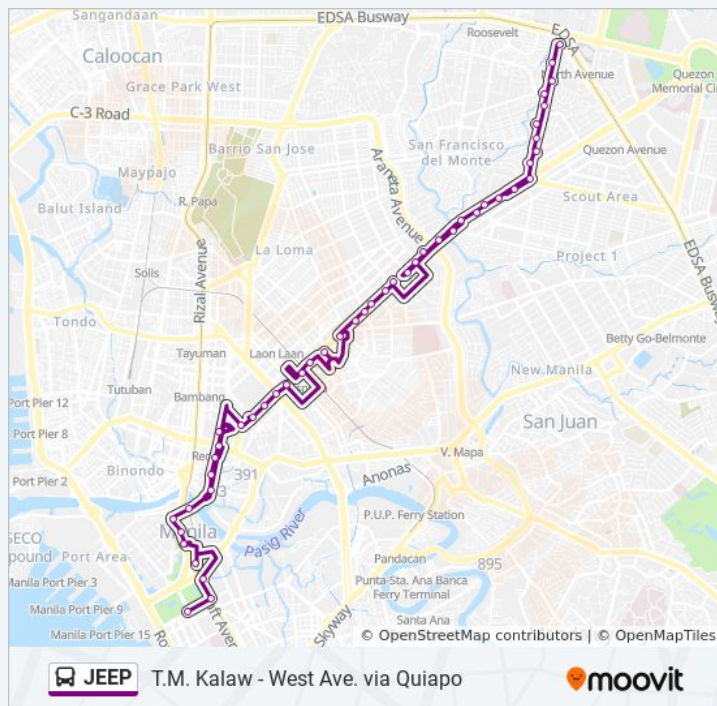 Sangandaan
EDSA Busway
Roosevelt
EDSA
Caloocan
North Avenue
Grace Park West
Quezon
Memorial Cir
C-3 Road
Barrio San Jose
San Francisco
del Monte
Quezon Avenue
Maypajo
Araneta Avenue
R. Papa
Scout Area
Balut Island
La Loma
EDSA Busway
Project 1
Solis
Rizal Avenue
Tondo
Betty Go-Belmonte
Tayuman
Laon Laan
New Manila
Tutuban
Port Pier 12
Bambang
San Juan
Port Pier 8
Binondo
391
V. Mapa
Anonas
Port Pier 2
Manila
Pasig River
P.U.P. Ferry Station
SECO
pound
Port Area
Pandacan
895
Manila Port Pier 3
Punta-Sta. Ana Banca
Ferry Terminal
Manila Port Pier 9
Skyway
Santa Ana
Manila Port Pier 15
© OpenStreetMap contributors | © OpenMapTiles
JEEP
T.M. Kalaw - West Ave. via Quiapo
moovit